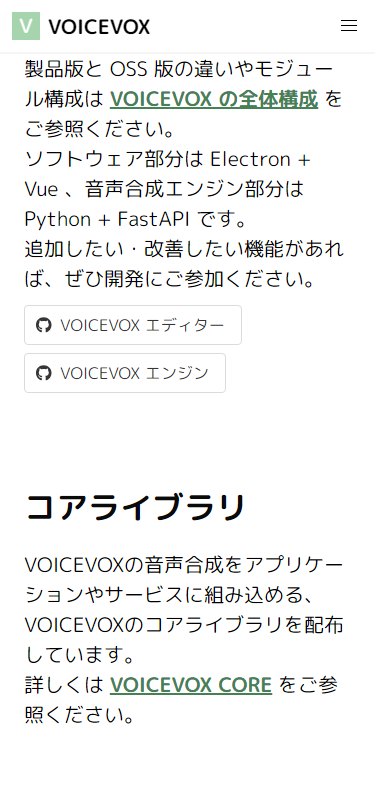 V VOICEVOX
製品版と OSS 版の違いやモジュー
ル構成は VOICEVOX の全体構成 を
ご参照ください。
ソフトウェア部分は Electron +
Vue 、音声合成エンジン部分は
Python + FastAPI です。
追加したい・改善したい機能があれ
ば、ぜひ開発にご参加ください。
VOICEVOX エディター
VOICEVOX エンジン
コアライブラリ
VOICEVOXの音声合成をアプリケー
ションやサービスに組み込める、
VOICEVOXのコアライブラリを配布
しています。
詳しくは VOICEVOX CORE をご参
照ください。